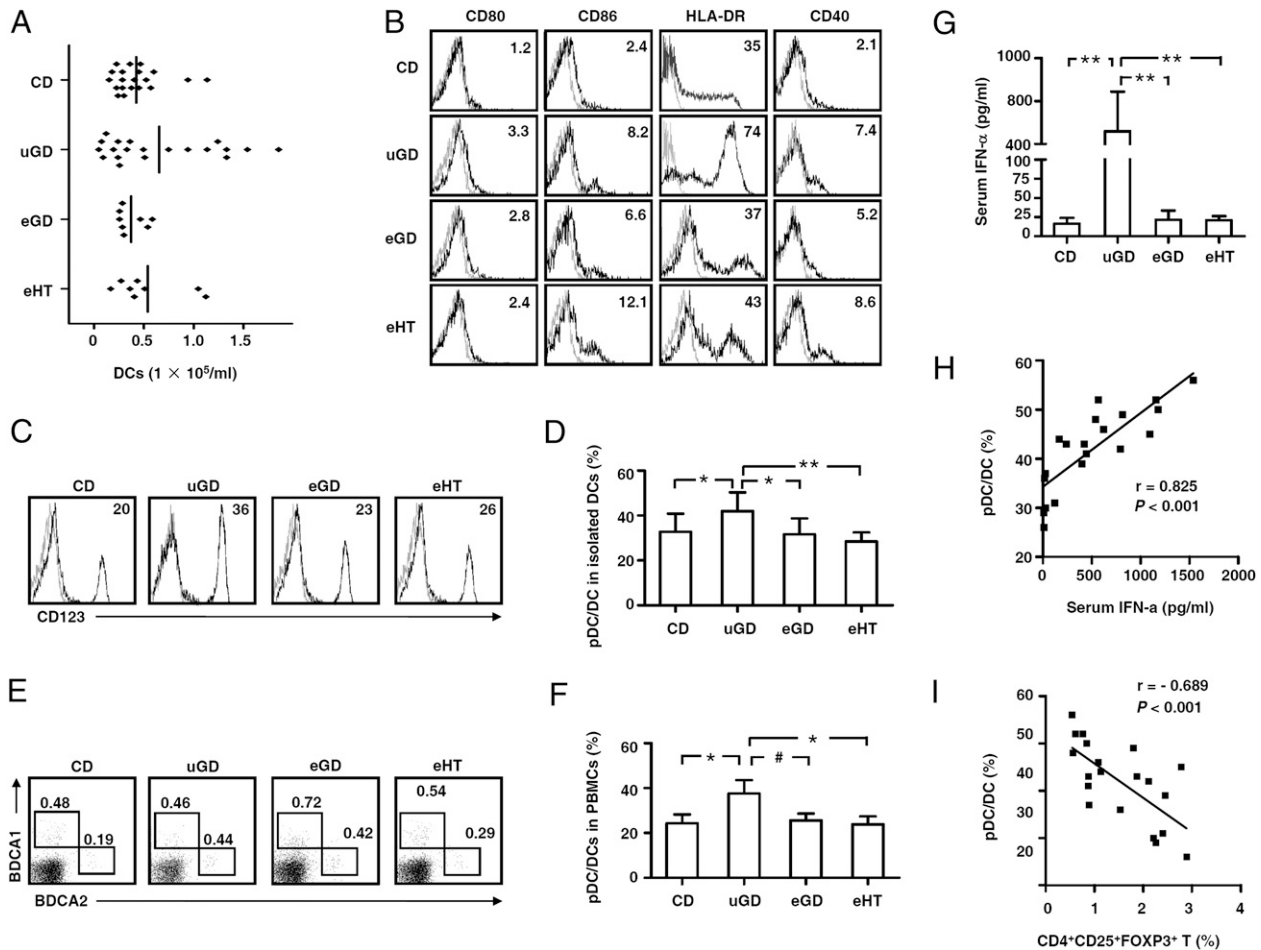 A
CD
uGD
eGD
eHT
0 0.5 1.0 1.5
DCs (1 × 10⁵/ml)
B
CD80 CD86 HLA-DR CD40
CD 1.2 2.4 35 2.1
uGD 3.3 8.2 74 7.4
eGD 2.8 6.6 37 5.2
eHT 2.4 12.1 43 8.6
C
CD uGD eGD eHT
20 36 23 26
CD123
D
pDC/DC in isolated DCs (%)
60
40
20
0
* * **
CD uGD eGD eHT
E
CD uGD eGD eHT
0.48 0.46 0.72 0.54
0.19 0.44 0.42 0.29
BDCA1
BDCA2
F
pDC/DCs in PBMCs (%)
60
40
20
0
* # *
CD uGD eGD eHT
G
Serum IFN-α (pg/ml)
1000
800
400
75
50
25
0
** ** **
CD uGD eGD eHT
H
pDC/DC (%)
60
50
40
30
20
r = 0.825
P < 0.001
0 500 1000 1500 2000
Serum IFN-a (pg/ml)
I
pDC/DC (%)
60
50
40
30
20
r = - 0.689
P < 0.001
0 1 2 3 4
CD4⁺CD25⁺FOXP3⁺ T (%)